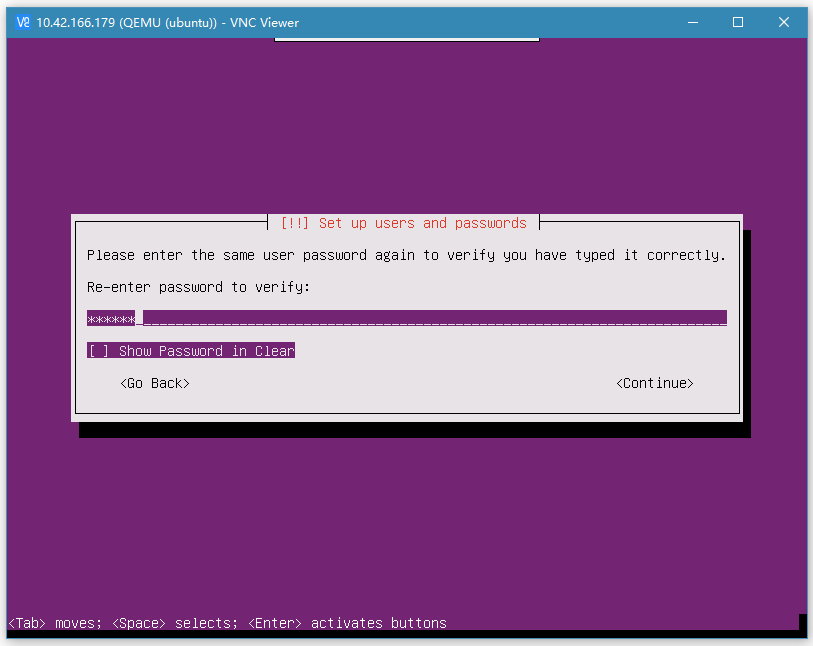 V2 10.42.166.179 (QEMU (ubuntu)) - VNC Viewer
[!!] Set up users and passwords
Please enter the same user password again to verify you have typed it correctly.
Re-enter password to verify:
******
[ ] Show Password in Clear
<Go Back> <Continue>
<Tab> moves; <Space> selects; <Enter> activates buttons